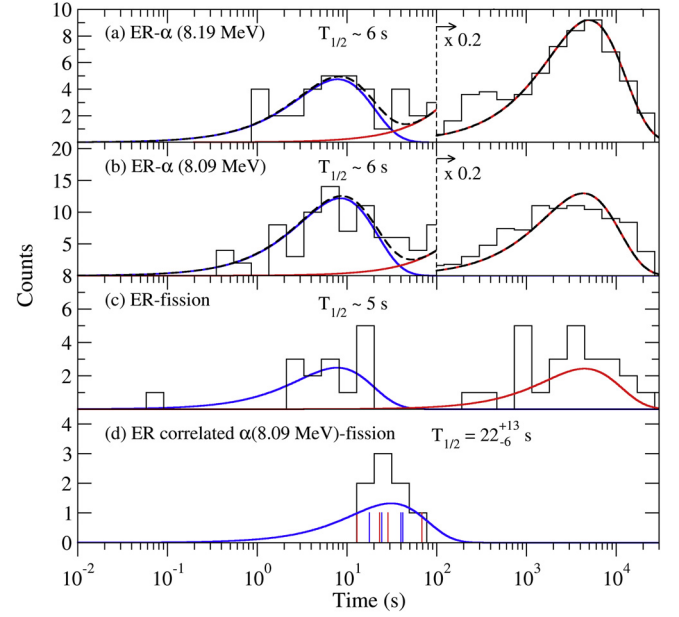 10
8
6
4
2
(a) ER-α (8.19 MeV)
T1/2 ~ 6 s
x 0.2
20
15
10
5
8
(b) ER-α (8.09 MeV)
T1/2 ~ 6 s
x 0.2
6
4
2
(c) ER-fission
T1/2 ~ 5 s
4
3
2
1
0
(d) ER correlated α(8.09 MeV)-fission
T1/2 = 22+13-6 s
Counts
10-2 10-1 100 101 102 103 104
Time (s)